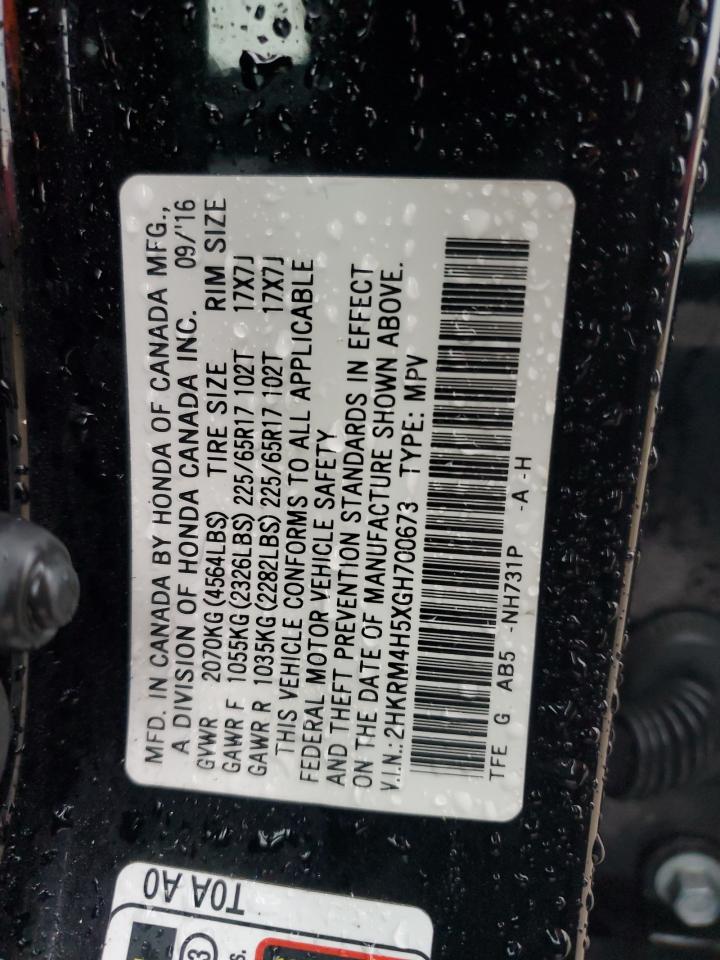 MFD. IN CANADA BY HONDA OF CANADA MFG.,
A DIVISION OF HONDA CANADA INC. 09/'16
GVWR 2070KG(4564LBS) TIRE SIZE RIM SIZE
GAWR F 1055KG(2326LBS) 225/65R17 102T 17X7J
GAWR R 1035KG(2282LBS) 225/65R17 102T 17X7J
THIS VEHICLE CONFORMS TO ALL APPLICABLE
FEDERAL MOTOR VEHICLE SAFETY
AND THEFT PREVENTION STANDARDS IN EFFECT
ON THE DATE OF MANUFACTURE SHOWN ABOVE.
V.I.N.:2HKRM4H5XGH700673 TYPE: MPV
TFE G AB5 -NH731P -A -H
T0A A0
3
s.